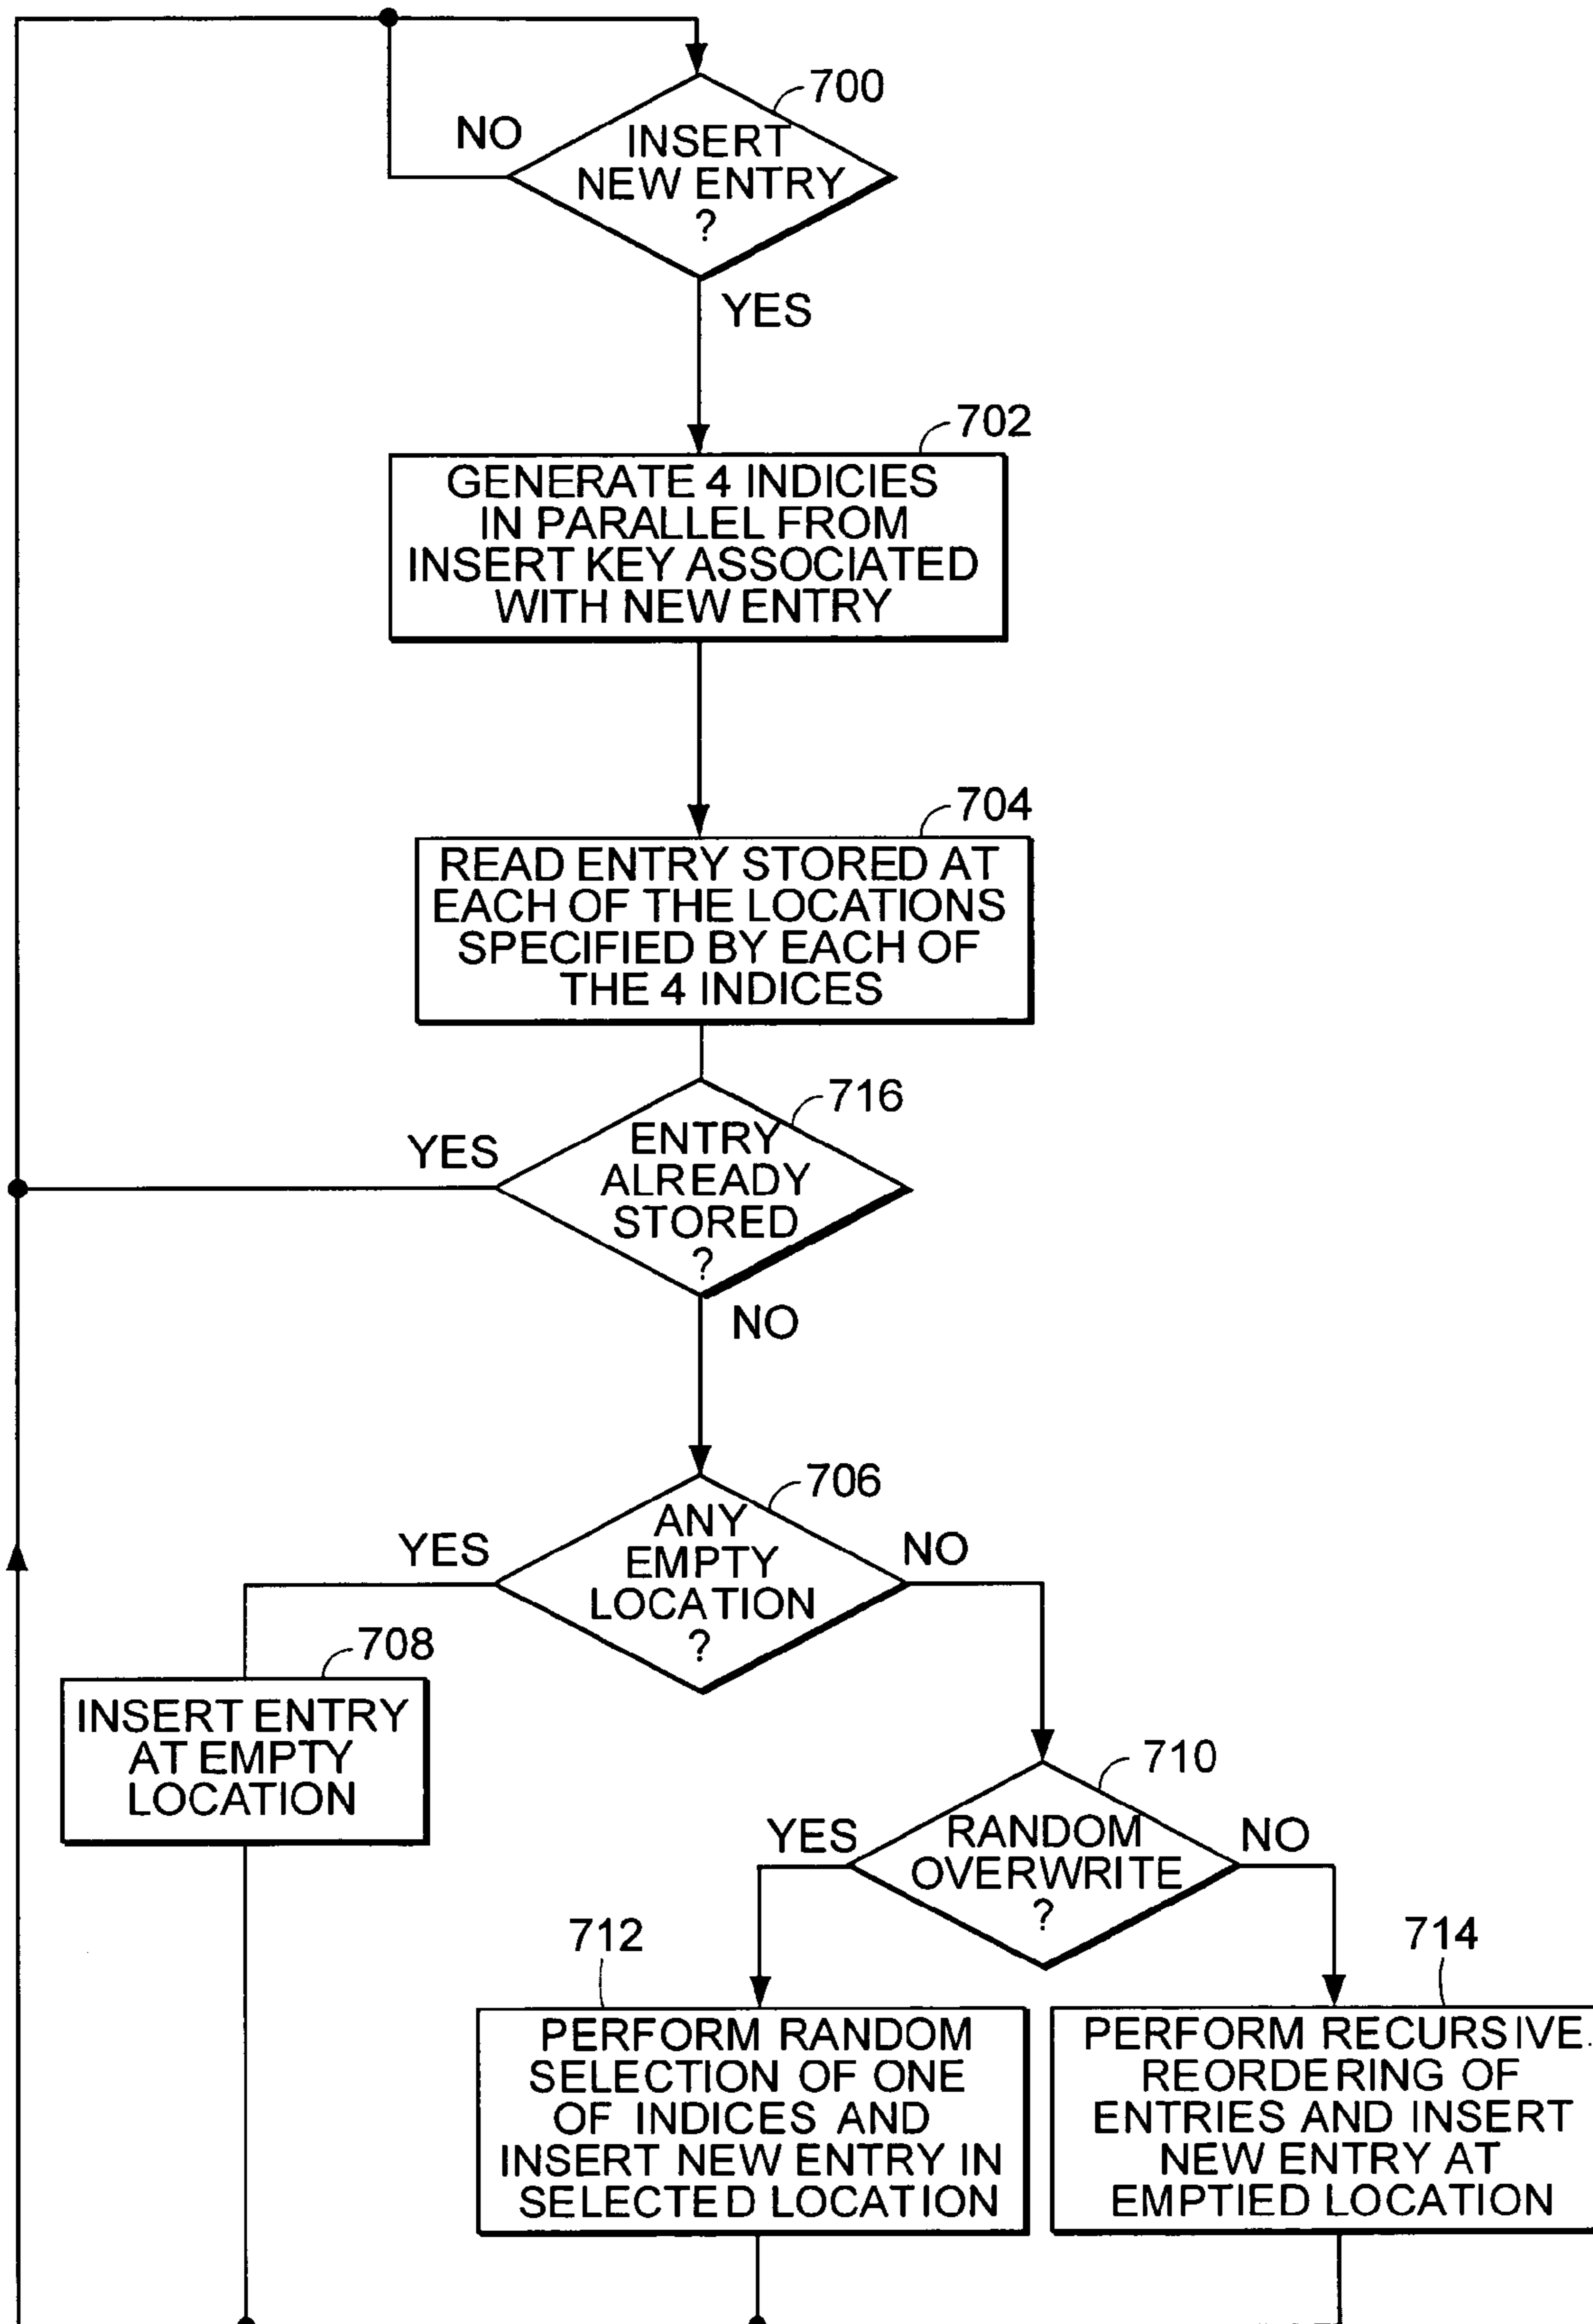 700
NO
INSERT
NEW ENTRY
?
YES
702
GENERATE 4 INDICIES
IN PARALLEL FROM
INSERT KEY ASSOCIATED
WITH NEW ENTRY
704
READ ENTRY STORED AT
EACH OF THE LOCATIONS
SPECIFIED BY EACH OF
THE 4 INDICES
716
YES
ENTRY
ALREADY
STORED
?
NO
706
YES
ANY
EMPTY
LOCATION
?
NO
708
INSERT ENTRY
AT EMPTY
LOCATION
710
YES
RANDOM
OVERWRITE
?
NO
712
PERFORM RANDOM
SELECTION OF ONE
OF INDICES AND
INSERT NEW ENTRY IN
SELECTED LOCATION
714
PERFORM RECURSIVE
REORDERING OF
ENTRIES AND INSERT
NEW ENTRY AT
EMPTIED LOCATION